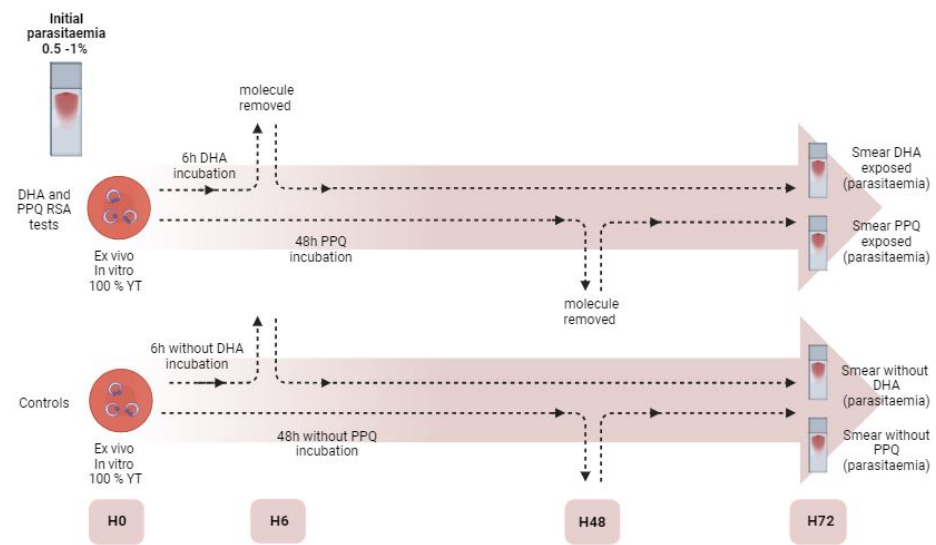 Initial
parasitaemia
0.5 -1%
molecule
removed
6h DHA
incubation
DHA and
PPQ RSA
tests
Ex vivo
In vitro
100 % YT
48h PPQ
incubation
molecule
removed
Smear DHA
exposed
(parasitaemia)
Smear PPQ
exposed
(parasitaemia)
6h without DHA
incubation
Controls
Ex vivo
In vitro
100 % YT
48h without PPQ
incubation
Smear without
DHA
(parasitaemia)
Smear without
PPQ
(parasitaemia)
H0
H6
H48
H72